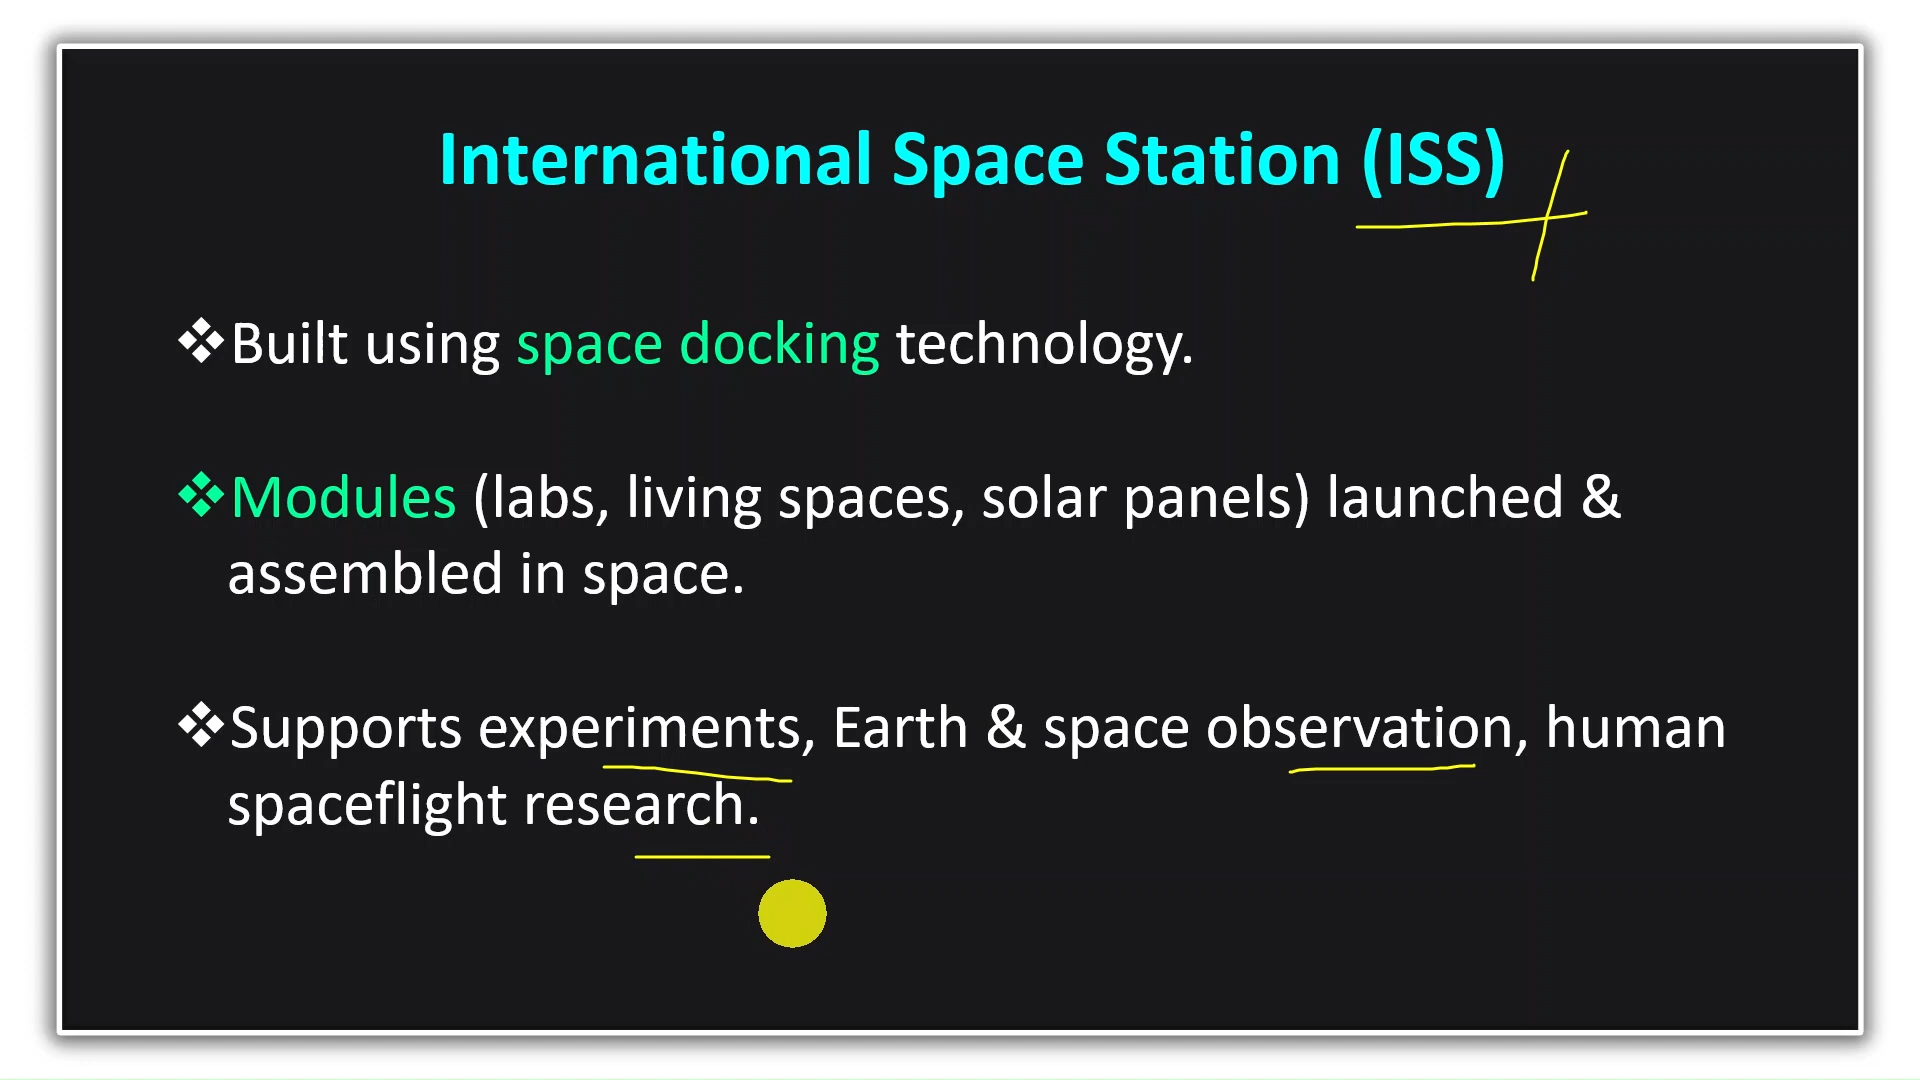 International Space Station (ISS)
❖Built using space docking technology.
❖Modules (labs, living spaces, solar panels) launched &
assembled in space.
❖Supports experiments, Earth & space observation, human
spaceflight research.